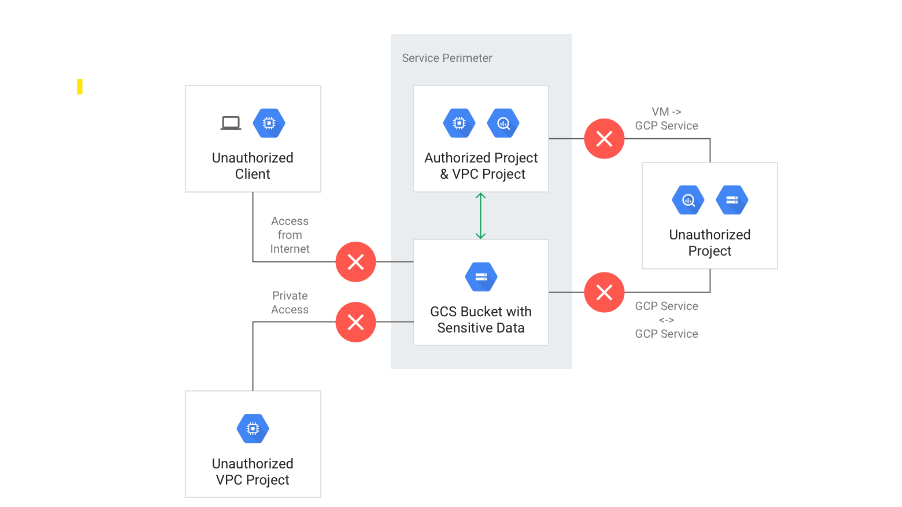 Service Perimeter
Unauthorized
Client
Authorized Project
& VPC Project
VM ->
GCP Service
Unauthorized
Project
Access
from
Internet
GCS Bucket with
Sensitive Data
Private
Access
GCP Service
<->
GCP Service
Unauthorized
VPC Project